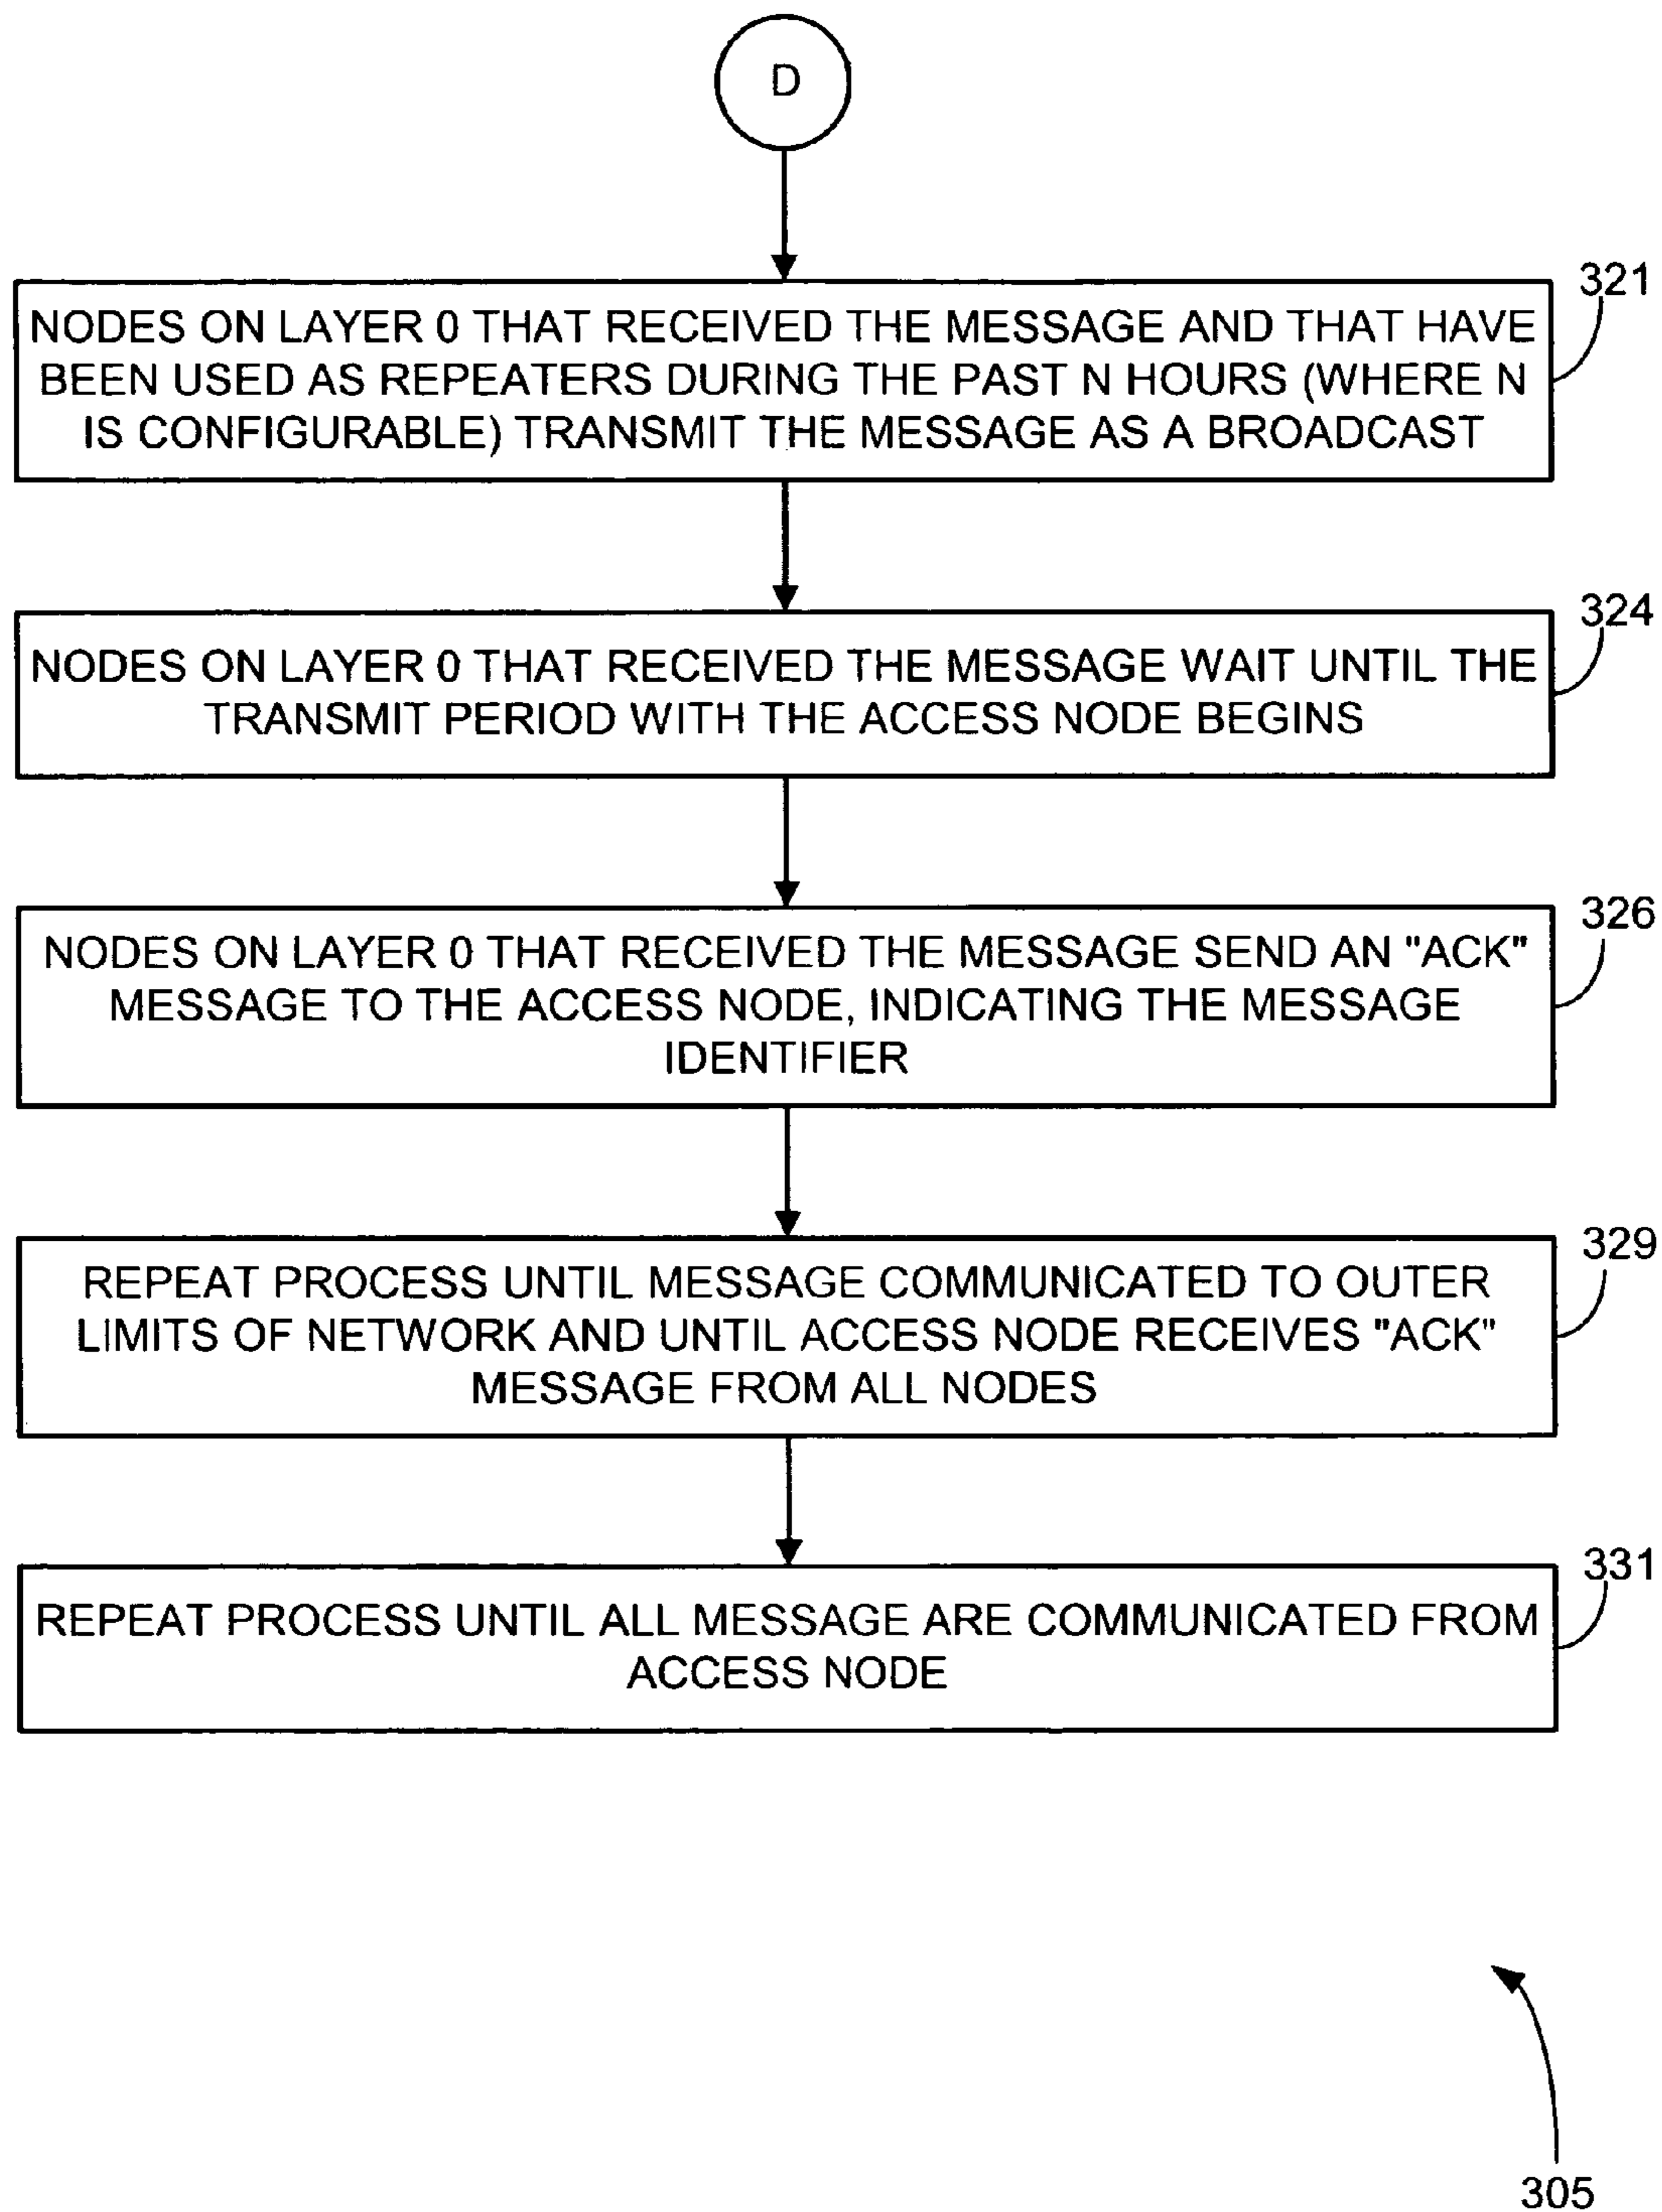 D
321
NODES ON LAYER 0 THAT RECEIVED THE MESSAGE AND THAT HAVE
BEEN USED AS REPEATERS DURING THE PAST N HOURS (WHERE N
IS CONFIGURABLE) TRANSMIT THE MESSAGE AS A BROADCAST
324
NODES ON LAYER 0 THAT RECEIVED THE MESSAGE WAIT UNTIL THE
TRANSMIT PERIOD WITH THE ACCESS NODE BEGINS
326
NODES ON LAYER 0 THAT RECEIVED THE MESSAGE SEND AN "ACK"
MESSAGE TO THE ACCESS NODE, INDICATING THE MESSAGE
IDENTIFIER
329
REPEAT PROCESS UNTIL MESSAGE COMMUNICATED TO OUTER
LIMITS OF NETWORK AND UNTIL ACCESS NODE RECEIVES "ACK"
MESSAGE FROM ALL NODES
331
REPEAT PROCESS UNTIL ALL MESSAGE ARE COMMUNICATED FROM
ACCESS NODE
305